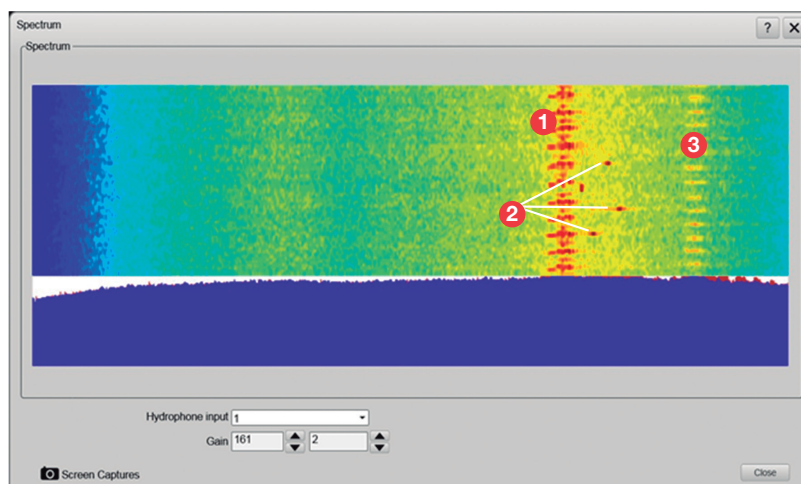 Spectrum
? X
Spectrum
1
3
2
Hydrophone input 1
Gain 161 2
Screen Captures
Close